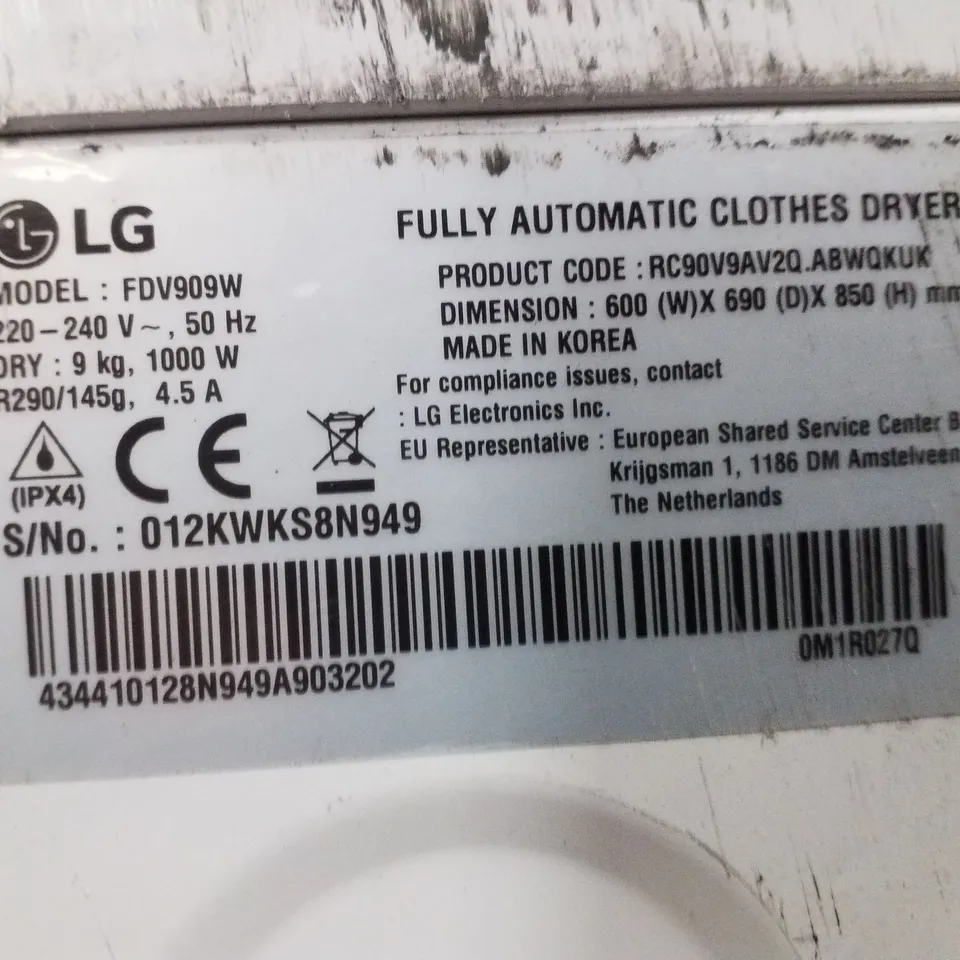 LG
FULLY AUTOMATIC CLOTHES DRYER
MODEL : FDV909W
220-240 V~, 50 Hz
DRY : 9 kg, 1000 W
R290/145g, 4.5 A
PRODUCT CODE : RC90V9AV2Q.ABWQKUK
DIMENSION : 600 (W)X 690 (D)X 850 (H) mm
MADE IN KOREA
For compliance issues, contact
: LG Electronics Inc.
EU Representative : European Shared Service Center B
Krijgsman 1, 1186 DM Amstelveen
The Netherlands
CE
(IPX4)
S/No. : 012KWKS8N949
434410128N949A903202
0M1R027Q